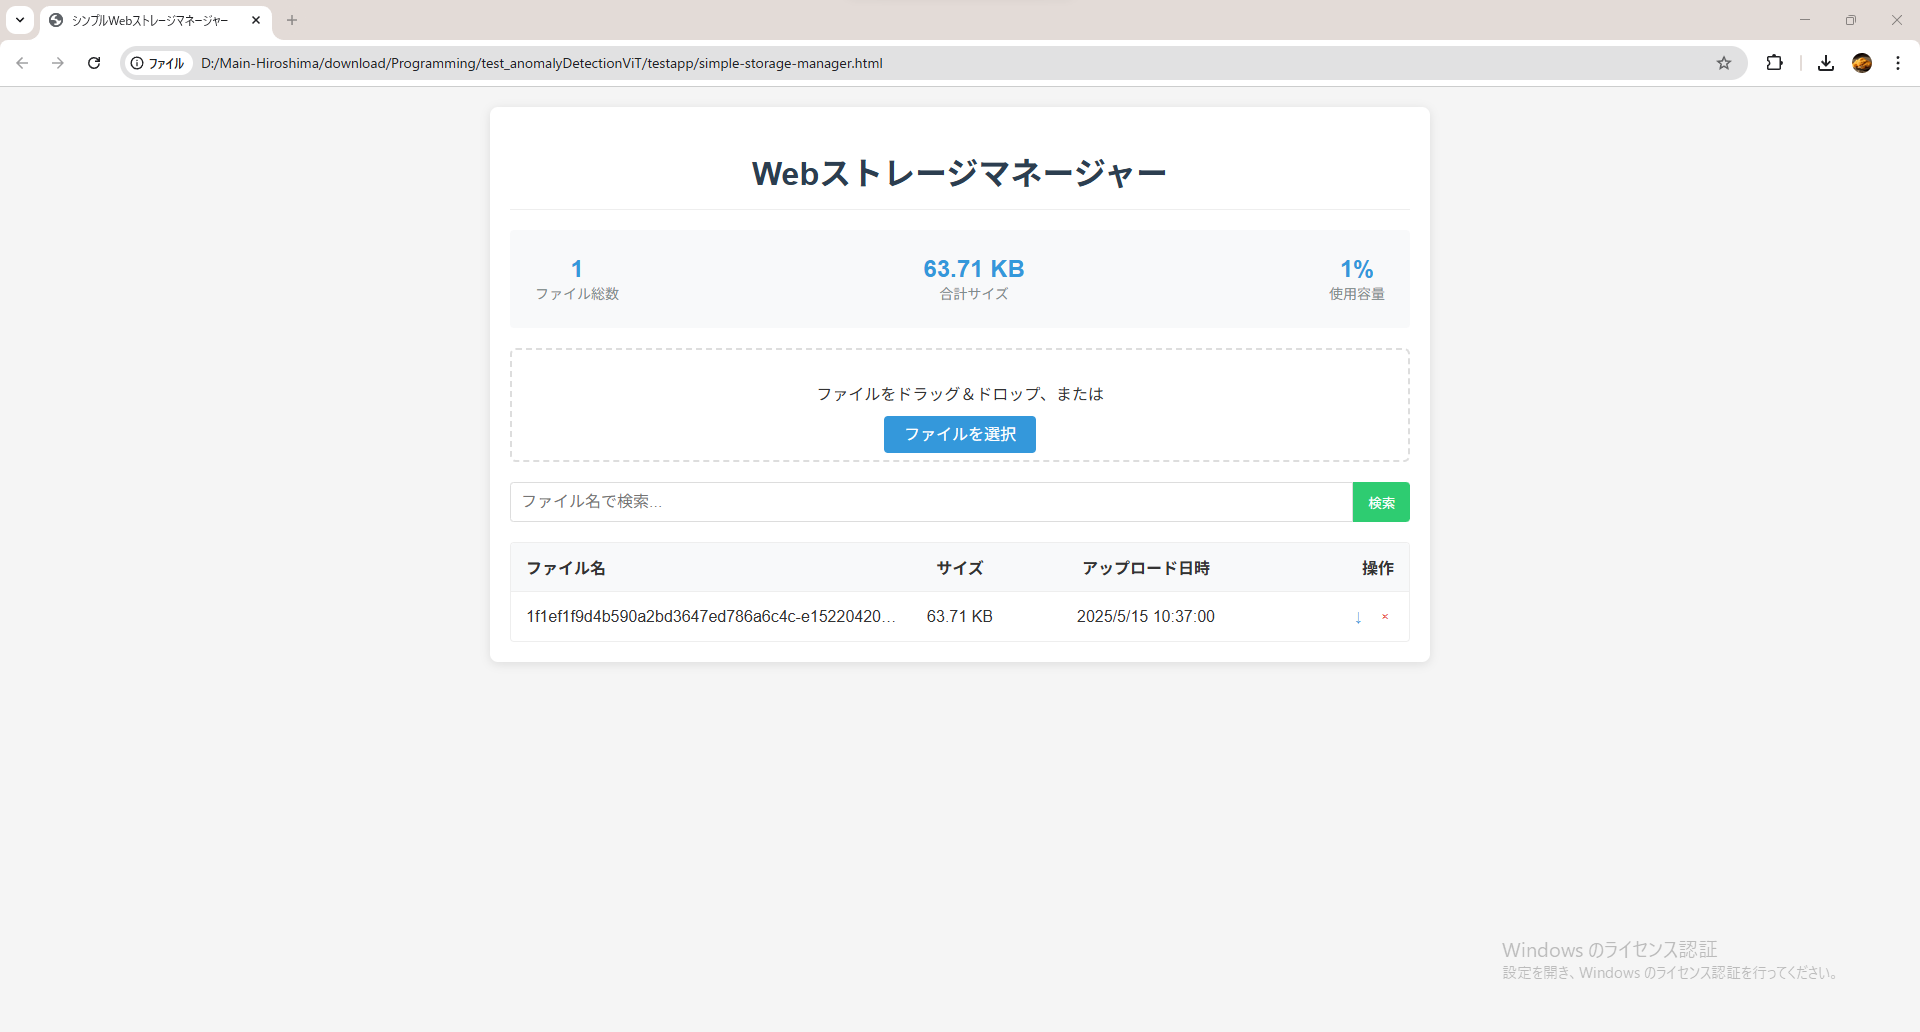 シンプルWebストレージマネージャー
ファイル
D:/Main-Hiroshima/download/Programming/test_anomalyDetectionViT/testapp/simple-storage-manager.html
Webストレージマネージャー
1
ファイル総数
63.71 KB
合計サイズ
1%
使用容量
ファイルをドラッグ＆ドロップ、または
ファイルを選択
ファイル名で検索...
検索
ファイル名 サイズ アップロード日時 操作
1f1ef1f9d4b590a2bd3647ed786a6c4c-e15220420... 63.71 KB 2025/5/15 10:37:00 ↓ ×
Windows のライセンス認証
設定を開き、Windows のライセンス認証を行ってください。